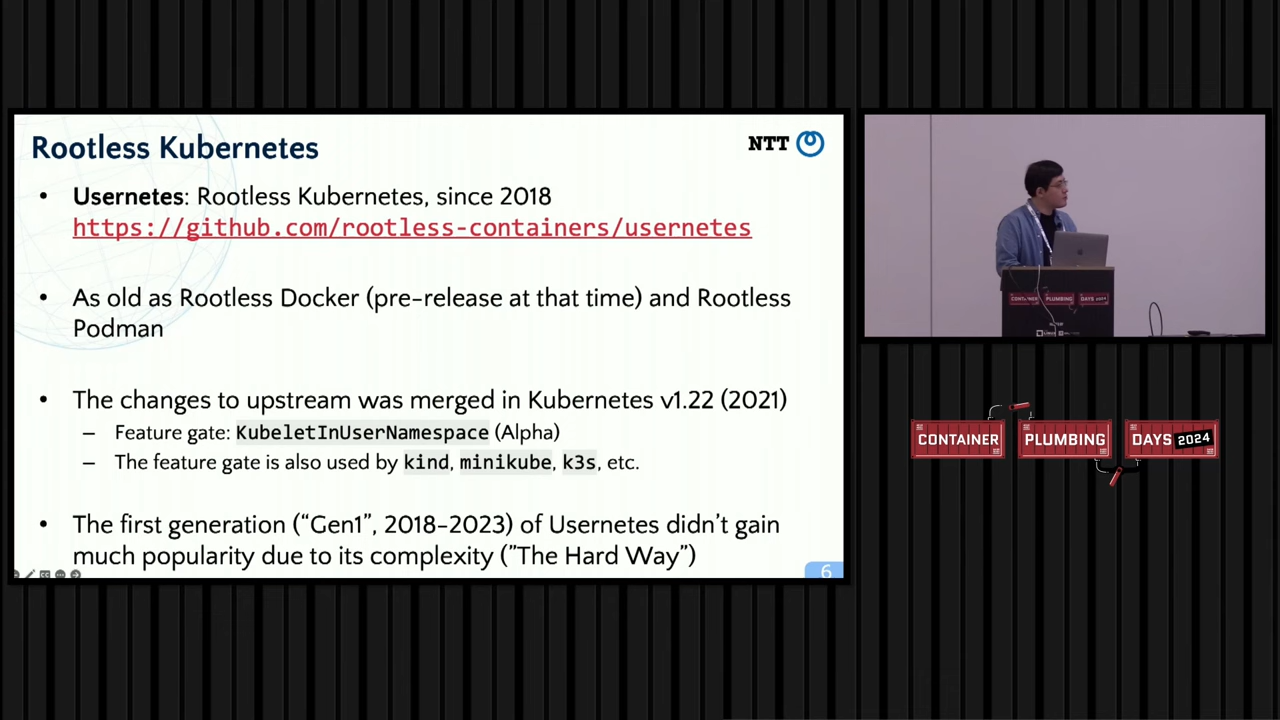 Rootless Kubernetes
NTT
• Usernetes: Rootless Kubernetes, since 2018
https://github.com/rootless-containers/usernetes
• As old as Rootless Docker (pre-release at that time) and Rootless
Podman
• The changes to upstream was merged in Kubernetes v1.22 (2021)
– Feature gate: KubeletInUserNamespace (Alpha)
– The feature gate is also used by kind, minikube, k3s, etc.
• The first generation (“Gen1”, 2018–2023) of Usernetes didn’t gain
much popularity due to its complexity (”The Hard Way”)
6
CONTAINER PLUMBING DAYS 2024
CONTAINER PLUMBING DAYS 2024